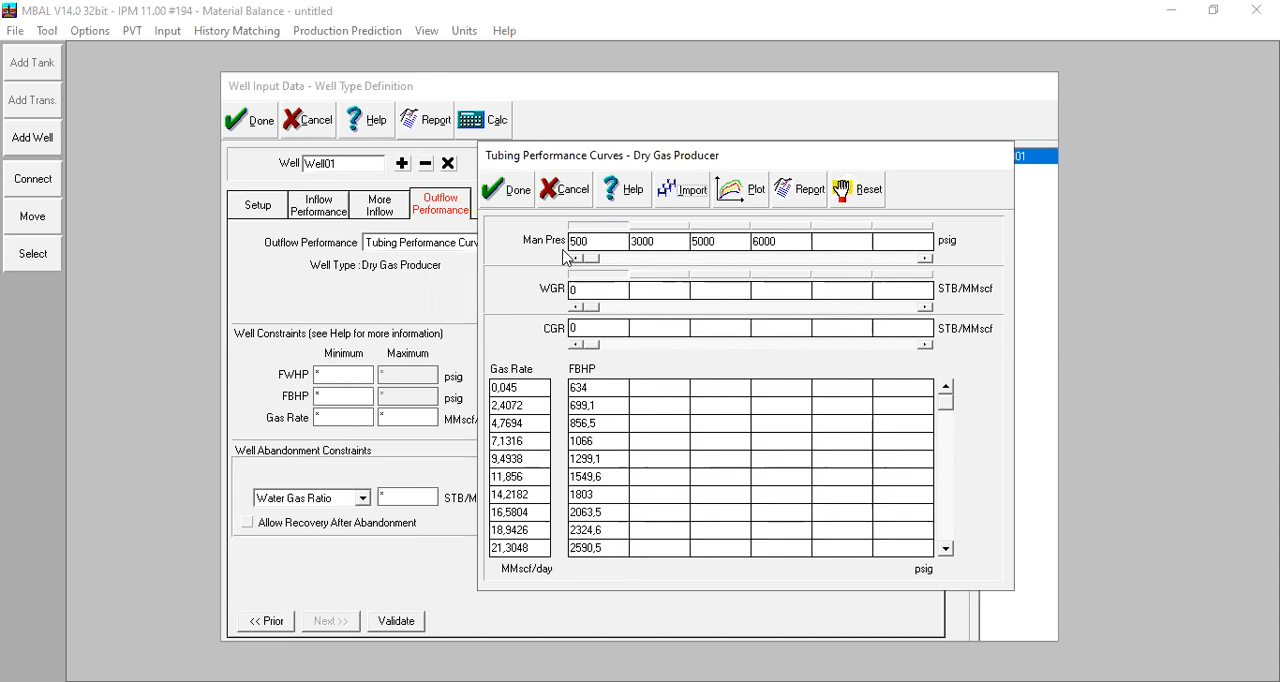 MBAL V14.0 32bit - IPM 11.00 #194 - Material Balance - untitled
File Tool Options PVT Input History Matching Production Prediction View Units Help
Add Tank
Add Trans.
Add Well
Connect
Move
Select
Well Input Data - Well Type Definition
Done Cancel Help Report Calc
Well Well01
Setup Inflow Performance More Inflow Outflow Performance
Outflow Performance Tubing Performance Curv
Well Type :Dry Gas Producer
Well Constraints (see Help for more information)
Minimum Maximum
FWHP * * psig
FBHP * * psig
Gas Rate * * MMscf/
Well Abandonment Constraints
Water Gas Ratio * STB/M
Allow Recovery After Abandonment
<< Prior Next >> Validate
01
Tubing Performance Curves - Dry Gas Producer
Done Cancel Help Import Plot Report Reset
Man Pres 500 3000 5000 6000 psig
WGR 0 STB/MMscf
CGR 0 STB/MMscf
Gas Rate FBHP
0,045 634
2,4072 699,1
4,7694 856,5
7,1316 1066
9,4938 1299,1
11,856 1549,6
14,2182 1803
16,5804 2063,5
18,9426 2324,6
21,3048 2590,5
MMscf/day psig